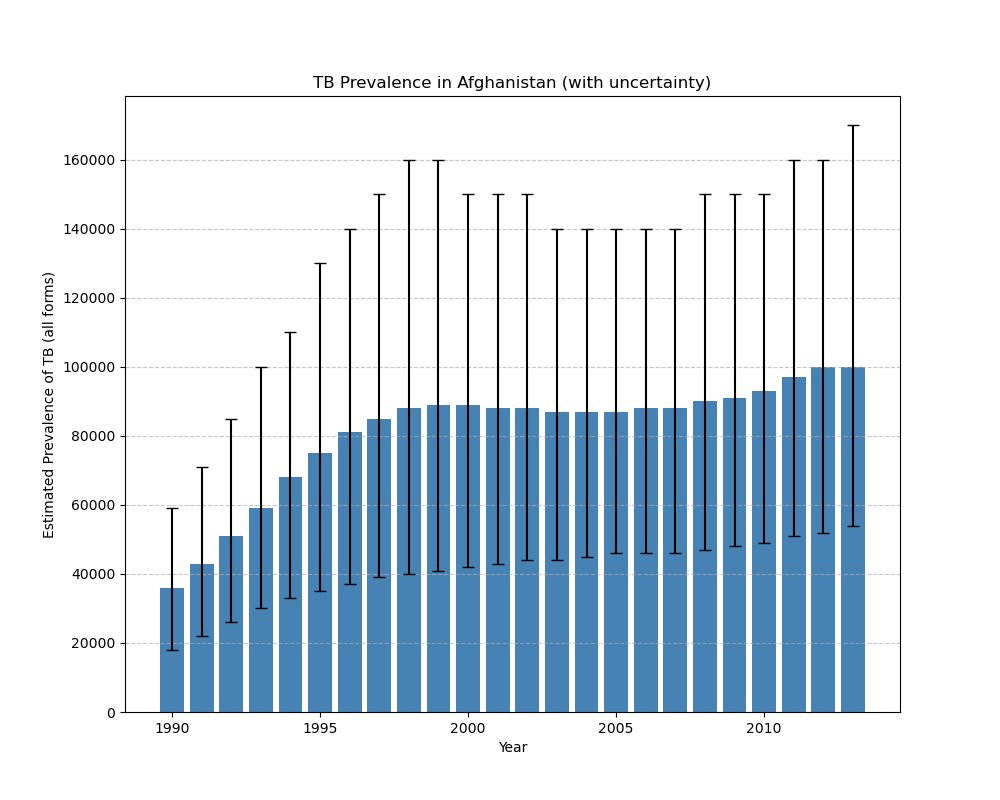 TB Prevalence in Afghanistan (with uncertainty)
Estimated Prevalence of TB (all forms)
160000
140000
120000
100000
80000
60000
40000
20000
0
1990 1995 2000 2005 2010
Year